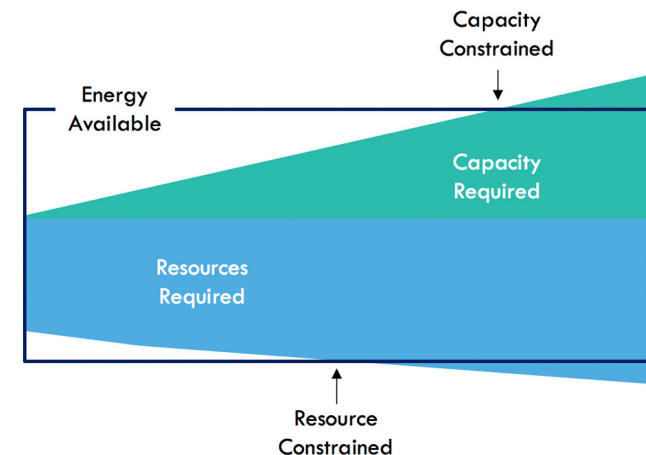 Capacity
Constrained
Energy
Available
Capacity
Required
Resources
Required
Resource
Constrained